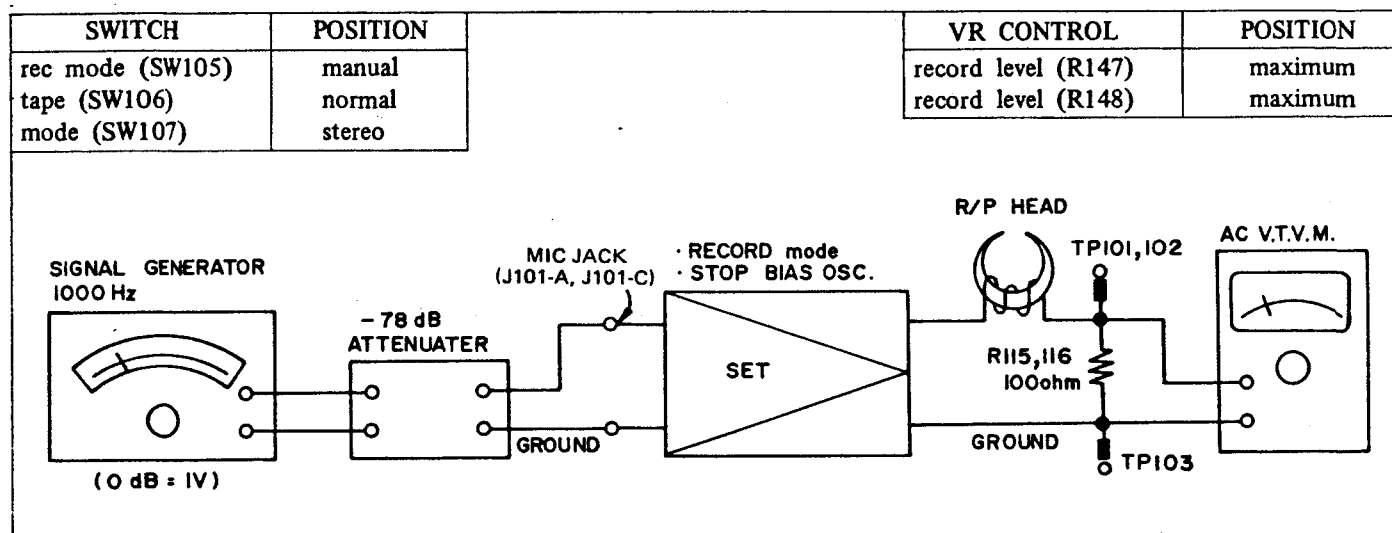 SWITCH POSITION
rec mode (SW105) manual
tape (SW106) normal
mode (SW107) stereo
VR CONTROL POSITION
record level (R147) maximum
record level (R148) maximum
SIGNAL GENERATOR
1000 Hz
(0 dB = 1V)
-78 dB
ATTENUATER
MIC JACK
(J101-A, J101-C)
GROUND
· RECORD mode
· STOP BIAS OSC.
SET
R/P HEAD
TP101,102
R115,116
100ohm
GROUND
TP103
AC V.T.V.M.